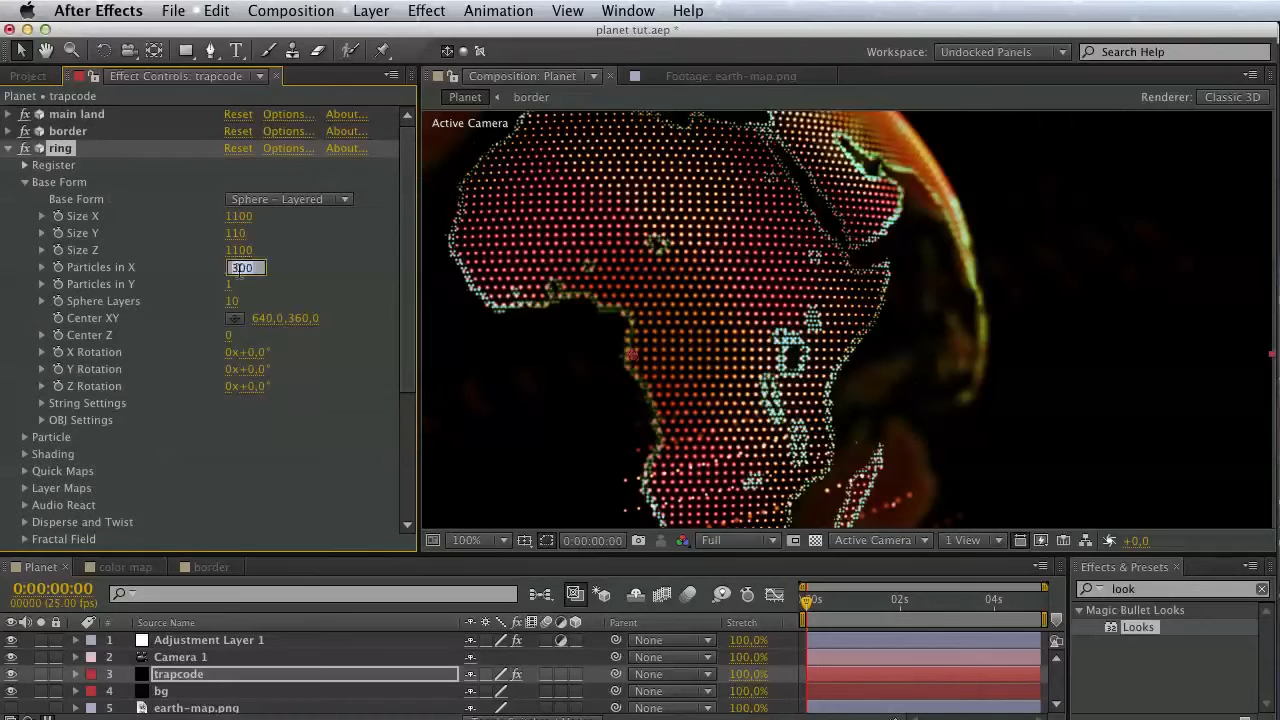 After Effects File Edit Composition Layer Effect Animation View Window Help
planet tut.aep *
Workspace: Undocked Panels Search Help
Project Effect Controls: trapcode Composition: Planet Footage: earth-map.png
Planet • trapcode
Planet border Renderer: Classic 3D
fx main land Reset Options... About...
Active Camera
fx border Reset Options... About...
fx ring Reset Options... About...
Register
Base Form
Base Form Sphere – Layered
Size X 1100
Size Y 110
Size Z 1100
Particles in X 300
Particles in Y 1
Sphere Layers 10
Center XY 640,0,360,0
Center Z 0
X Rotation 0x+0,0°
Y Rotation 0x+0,0°
Z Rotation 0x+0,0°
String Settings
OBJ Settings
Particle
Shading
Quick Maps
Layer Maps
Audio React
Disperse and Twist
Fractal Field
100% 0:00:00:00 Full Active Camera 1 View +0,0
Planet color map border Effects & Presets
0:00:00:00
00000 (25.00 fps)
look
02s 04s
Magic Bullet Looks
# Source Name Parent Stretch
32 Looks
1 Adjustment Layer 1 fx None 100,0%
2 Camera 1 None 100,0%
3 trapcode fx None 100,0%
4 bg None 100,0%
5 earth-map.png None 100,0%